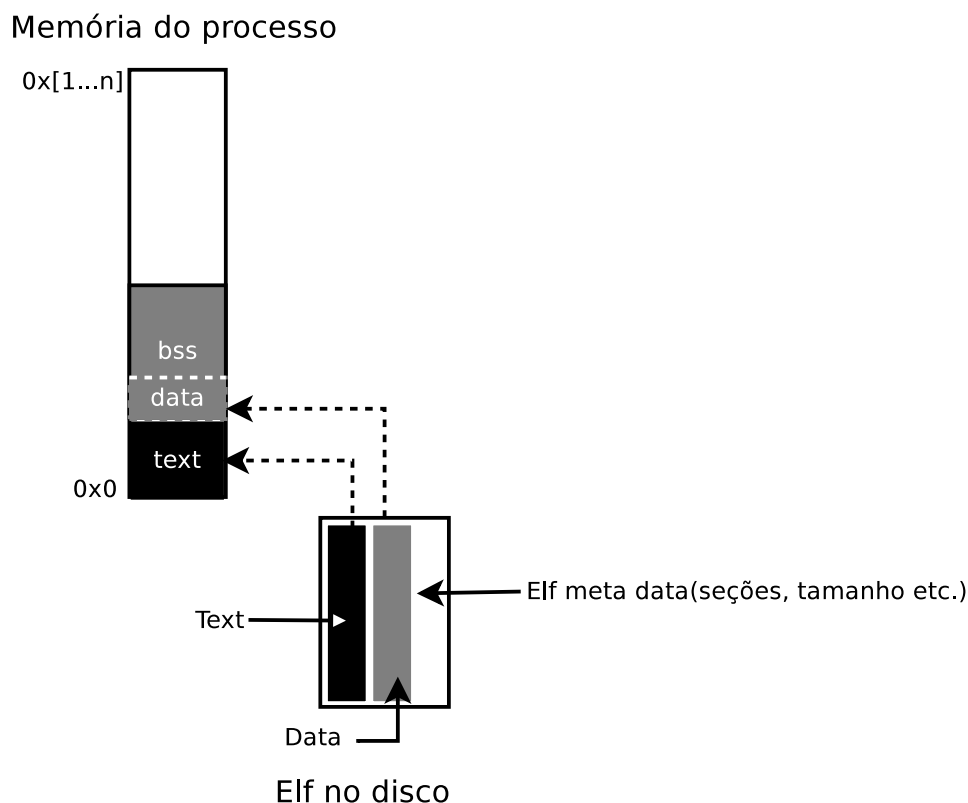 Memória do processo
0x[1...n]
bss
data
text
0x0
Elf meta data(seções, tamanho etc.)
Text
Data
Elf no disco